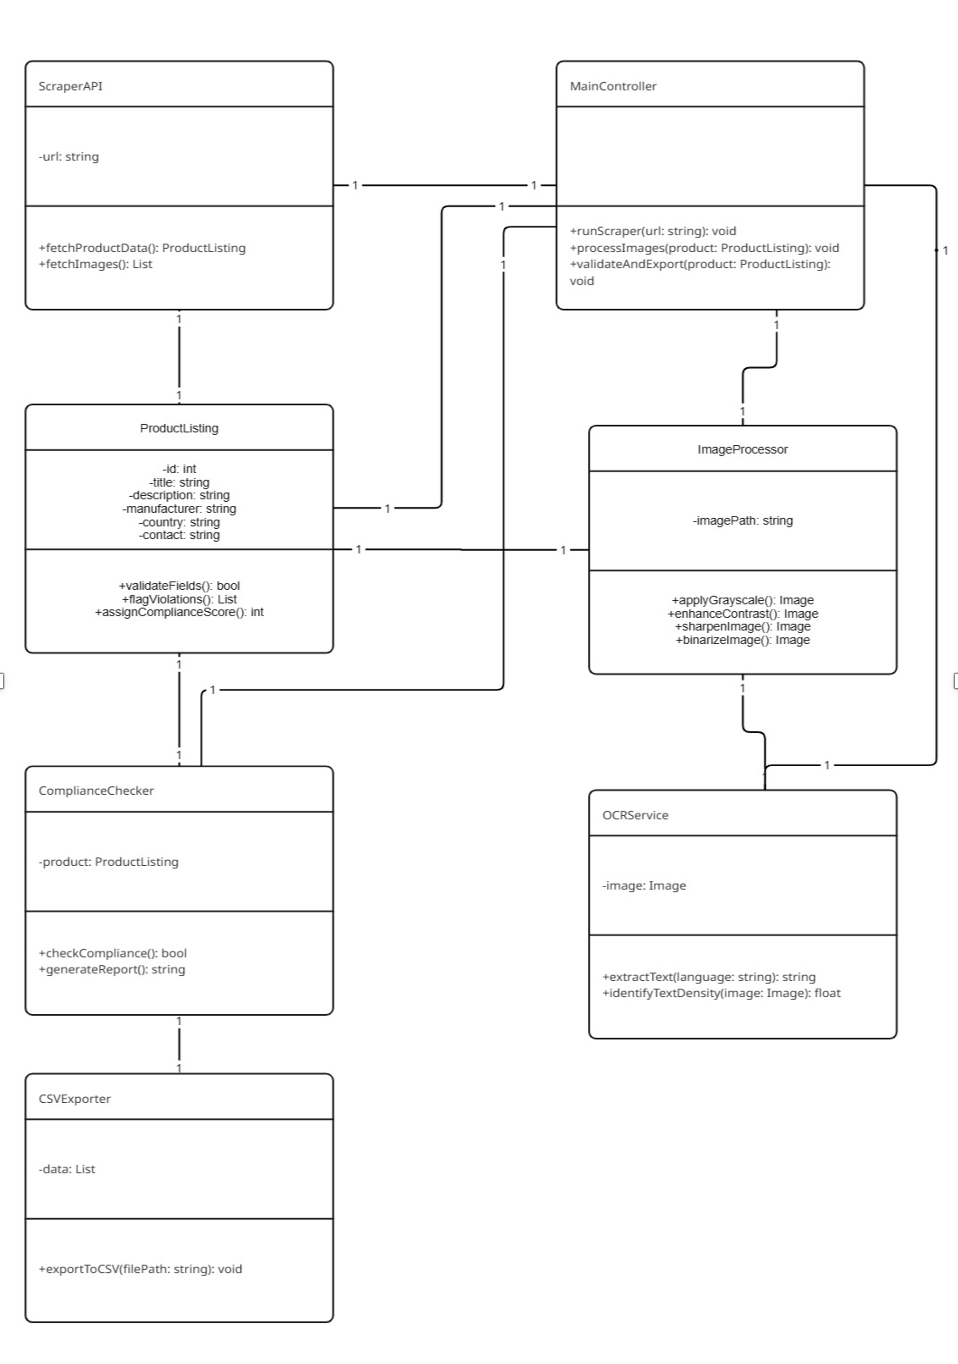 ScraperAPI
-url: string
+fetchProductData(): ProductListing
+fetchImages(): List
MainController
+runScraper(url: string): void
+processImages(product: ProductListing): void
+validateAndExport(product: ProductListing):
void
1
1
1
1
1
1
1
1
1
1
ProductListing
-id: int
-title: string
-description: string
-manufacturer: string
-country: string
-contact: string
+validateFields(): bool
+flagViolations(): List
+assignComplianceScore(): int
1
1
1
ImageProcessor
-imagePath: string
+applyGrayscale(): Image
+enhanceContrast(): Image
+sharpenImage(): Image
+binarizeImage(): Image
1
1
1
1
1
ComplianceChecker
-product: ProductListing
+checkCompliance(): bool
+generateReport(): string
OCRService
-image: Image
+extractText(language: string): string
+identifyTextDensity(image: Image): float
1
1
CSVExporter
-data: List
+exportToCSV(filePath: string): void